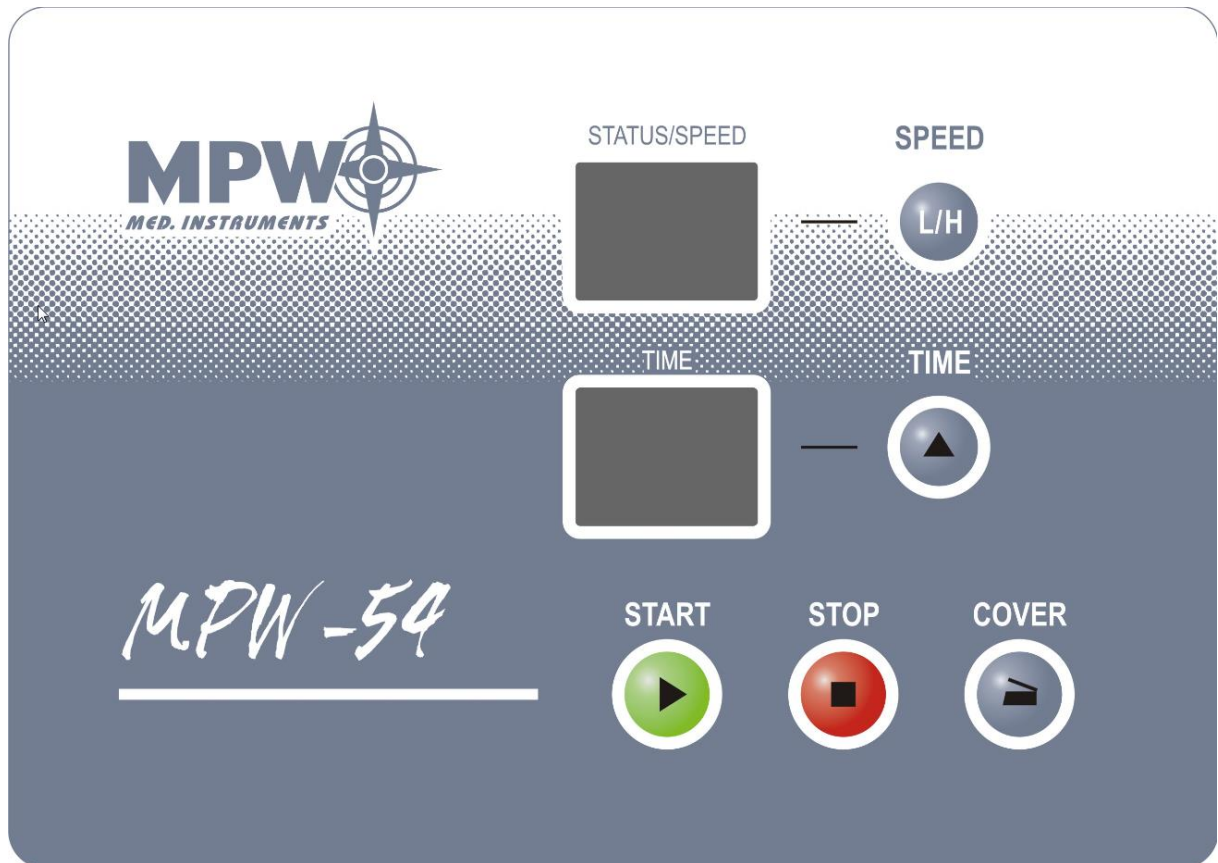 MPW
MED. INSTRUMENTS
STATUS/SPEED
SPEED
L/H
TIME
TIME
MPW-54
START
STOP
COVER